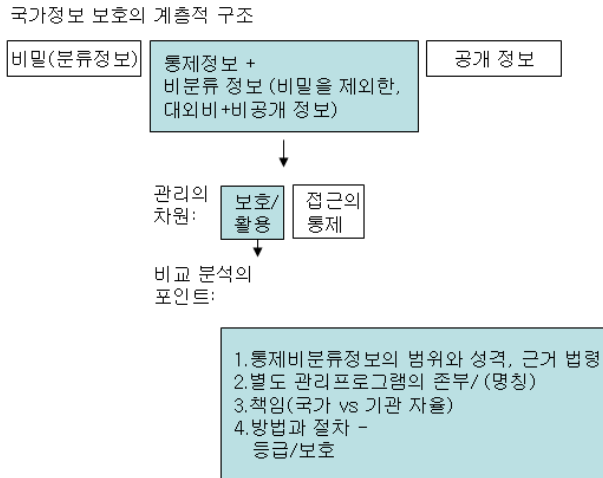 국가정보 보호의 계층적 구조
비밀(분류정보)
통제정보 +
비분류 정보 (비밀을 제외한,
대외비+비공개 정보)
공개 정보
관리의
차원:
보호/
활용
접근의
통제
비교 분석의
포인트:
1.통제비분류정보의 범위와 성격, 근거 법령
2.별도 관리프로그램의 존부/ (명칭)
3.책임(국가 vs 기관 자율)
4.방법과 절차 -
등급/보호